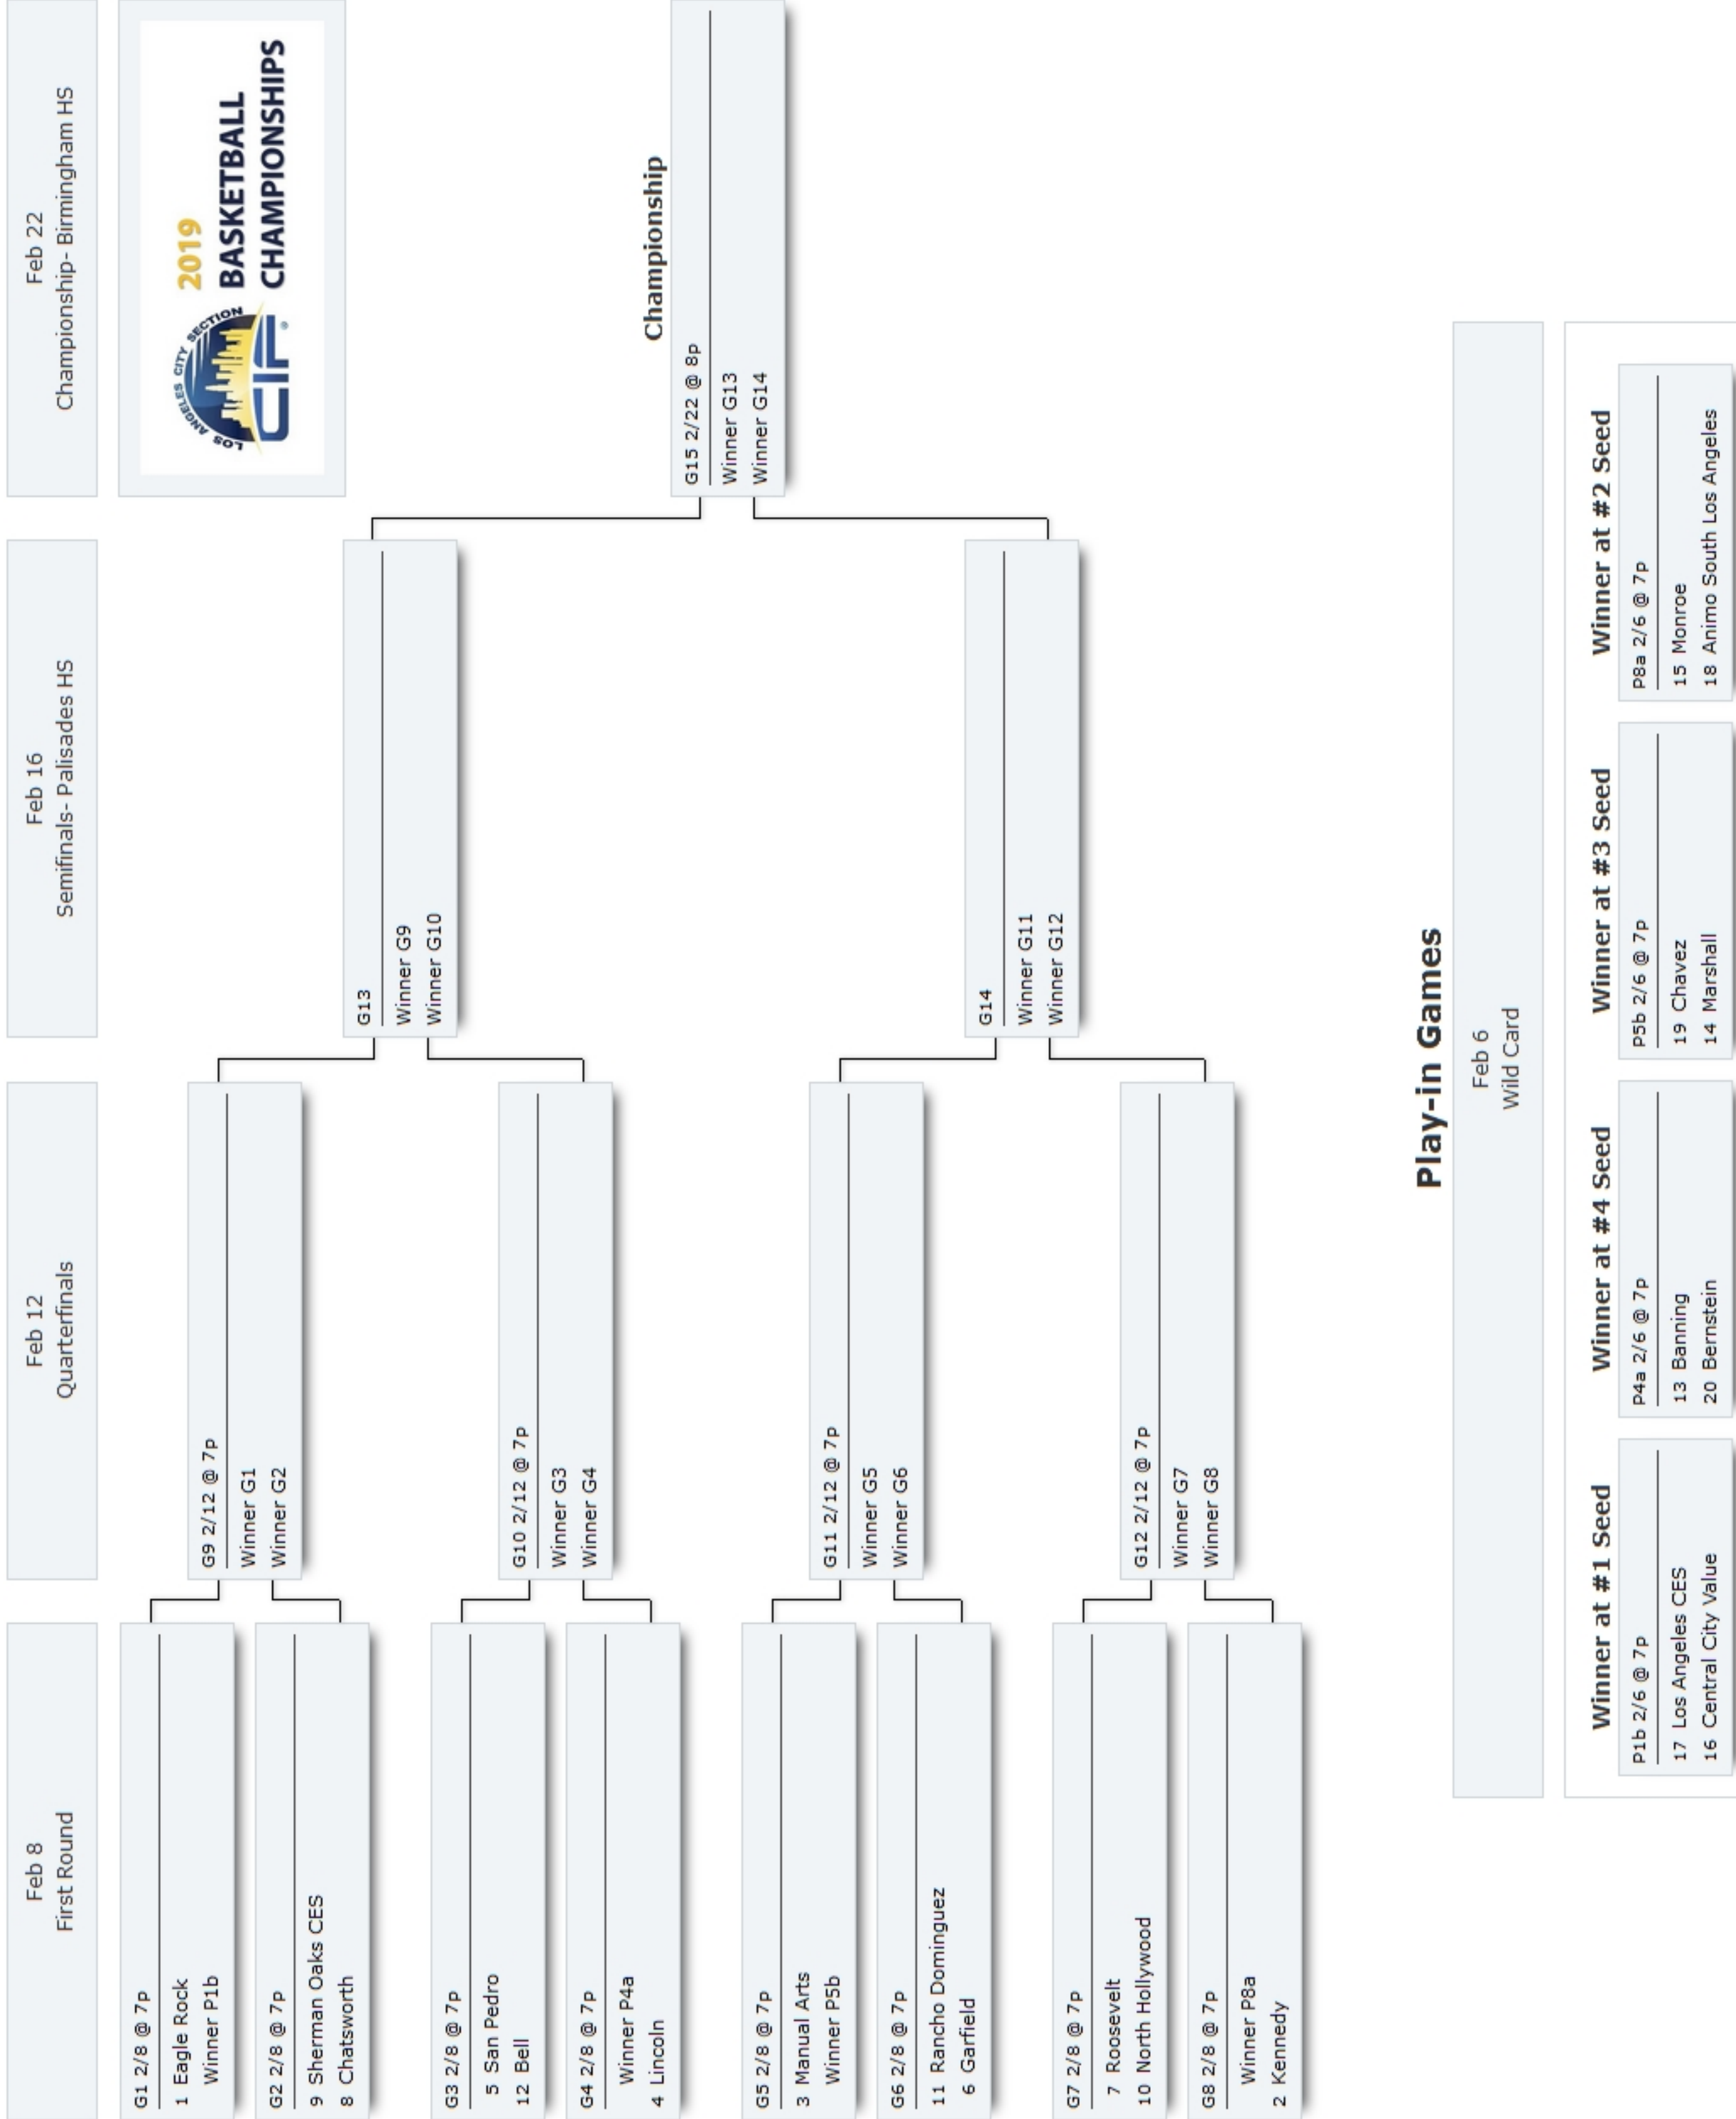 Feb 8
First Round
Feb 12
Quarterfinals
Feb 16
Semifinals- Palisades HS
Feb 22
Championship- Birmingham HS
G1 2/8 @ 7p
1 Eagle Rock
Winner P1b
G2 2/8 @ 7p
9 Sherman Oaks CES
8 Chatsworth
G3 2/8 @ 7p
5 San Pedro
12 Bell
G4 2/8 @ 7p
Winner P4a
4 Lincoln
G5 2/8 @ 7p
3 Manual Arts
Winner P5b
G6 2/8 @ 7p
11 Rancho Dominguez
6 Garfield
G7 2/8 @ 7p
7 Roosevelt
10 North Hollywood
G8 2/8 @ 7p
Winner P8a
2 Kennedy
G9 2/12 @ 7p
Winner G1
Winner G2
G10 2/12 @ 7p
Winner G3
Winner G4
G11 2/12 @ 7p
Winner G5
Winner G6
G12 2/12 @ 7p
Winner G7
Winner G8
G13
Winner G9
Winner G10
G14
Winner G11
Winner G12
LOS ANGELES CITY SECTION
CIF®
2019
BASKETBALL
CHAMPIONSHIPS
Championship
G15 2/22 @ 8p
Winner G13
Winner G14
Play-in Games
Feb 6
Wild Card
Winner at #1 Seed
P1b 2/6 @ 7p
17 Los Angeles CES
16 Central City Value
Winner at #4 Seed
P4a 2/6 @ 7p
13 Banning
20 Bernstein
Winner at #3 Seed
P5b 2/6 @ 7p
19 Chavez
14 Marshall
Winner at #2 Seed
P8a 2/6 @ 7p
15 Monroe
18 Animo South Los Angeles